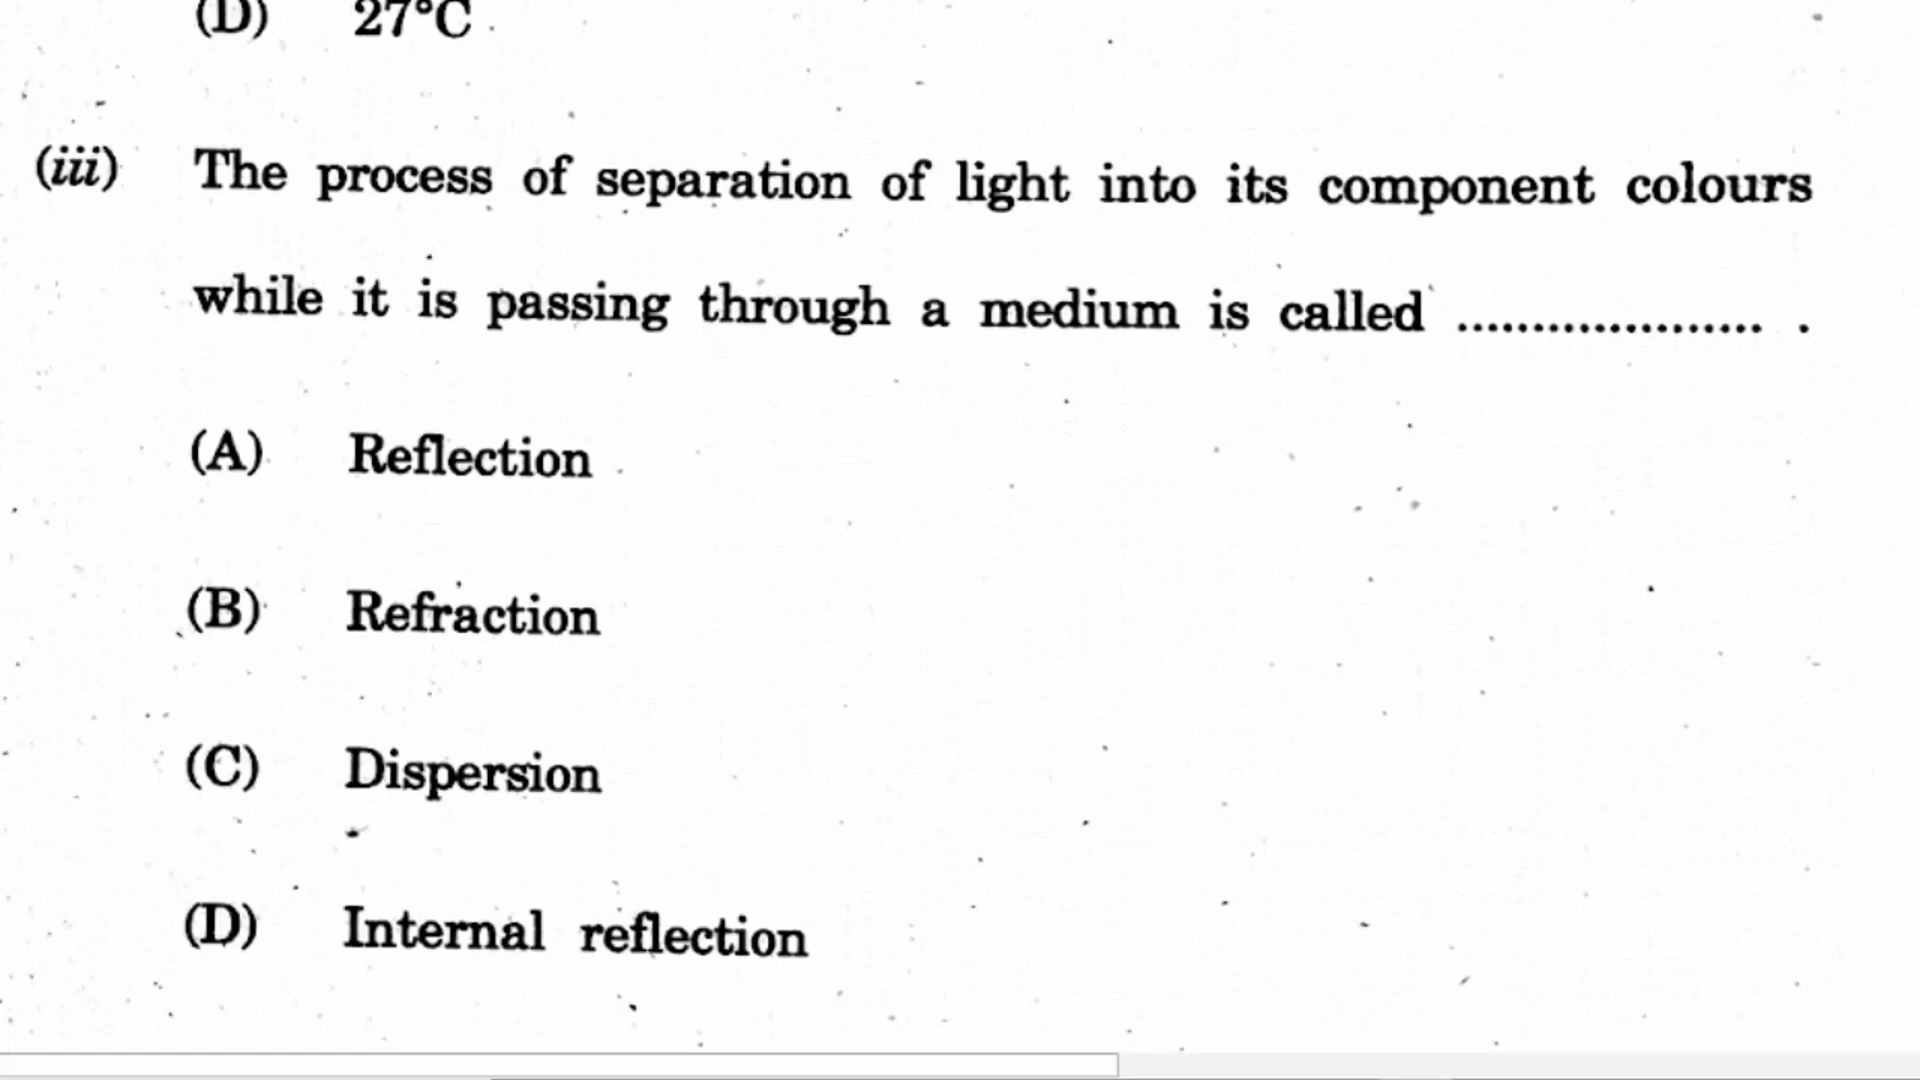 (D) 27°C
(iii) The process of separation of light into its component colours
while it is passing through a medium is called ..................... .
(A) Reflection
(B) Refraction
(C) Dispersion
(D) Internal reflection